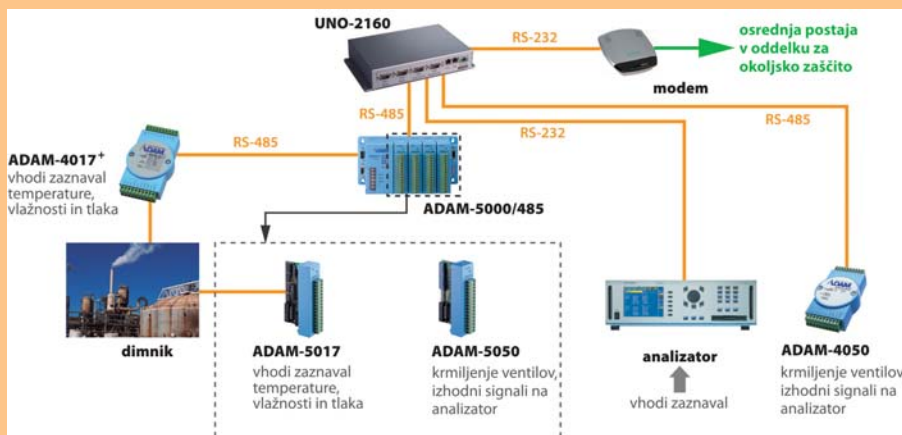 UNO-2160
RS-232
osrednja postaja
v oddelku za
okoljsko zaščito
modem
RS-485
RS-232
RS-485
RS-485
ADAM-4017+
vhodi zaznaval
temperature,
vlažnosti in tlaka
ADAM-5000/485
dimnik
ADAM-5017
vhodi zaznaval
temperature,
vlažnosti in tlaka
ADAM-5050
krmiljenje ventilov,
izhodni signali na
analizator
analizator
vhodi zaznaval
ADAM-4050
krmiljenje ventilov,
izhodni signali na
analizator